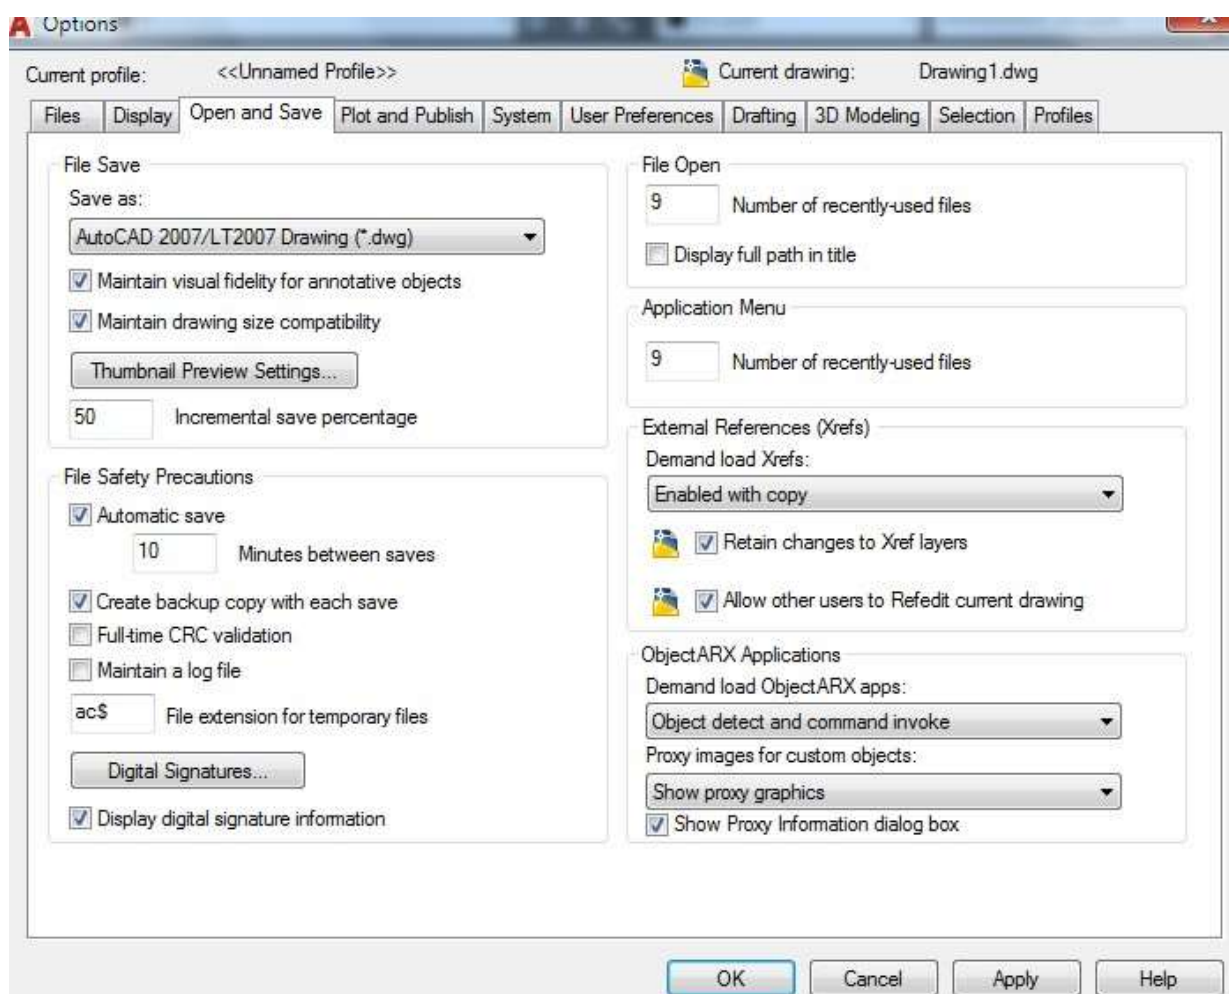 Options
Current profile: <<Unnamed Profile>> Current drawing: Drawing1.dwg
Files Display Open and Save Plot and Publish System User Preferences Drafting 3D Modeling Selection Profiles
File Save
Save as:
AutoCAD 2007/LT2007 Drawing (*.dwg)
Maintain visual fidelity for annotative objects
Maintain drawing size compatibility
Thumbnail Preview Settings...
50 Incremental save percentage
File Safety Precautions
Automatic save
10 Minutes between saves
Create backup copy with each save
Full-time CRC validation
Maintain a log file
ac$ File extension for temporary files
Digital Signatures...
Display digital signature information
File Open
9 Number of recently-used files
Display full path in title
Application Menu
9 Number of recently-used files
External References (Xrefs)
Demand load Xrefs:
Enabled with copy
Retain changes to Xref layers
Allow other users to Refedit current drawing
ObjectARX Applications
Demand load ObjectARX apps:
Object detect and command invoke
Proxy images for custom objects:
Show proxy graphics
Show Proxy Information dialog box
OK Cancel Apply Help